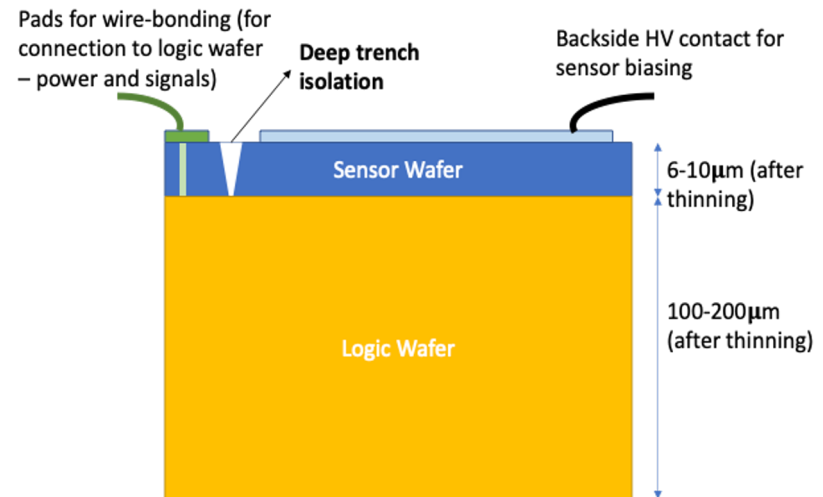 Pads for wire-bonding (for
connection to logic wafer
– power and signals)
Deep trench
isolation
Backside HV contact for
sensor biasing
Sensor Wafer
6-10μm (after
thinning)
Logic Wafer
100-200μm
(after thinning)